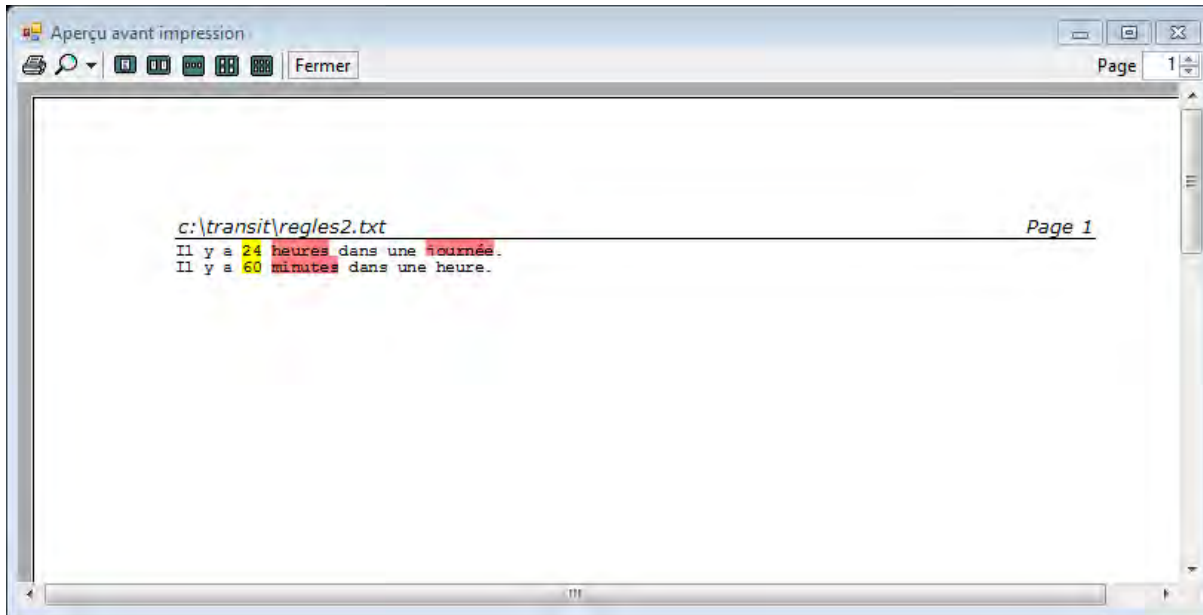 Aperçu avant impression
Fermer Page 1
c:\transit\regles2.txt Page 1
Il y a 24 heures dans une journée.
Il y a 60 minutes dans une heure.